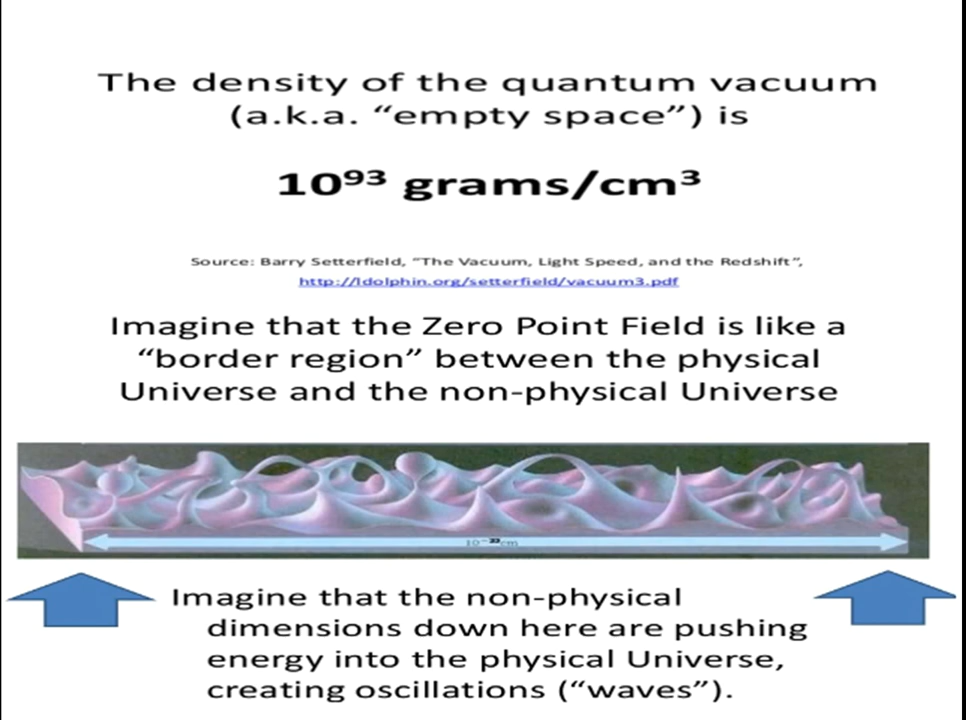 The density of the quantum vacuum
(a.k.a. “empty space”) is
10⁹³ grams/cm³
Source: Barry Setterfield, “The Vacuum, Light Speed, and the Redshift”,
http://ldolphin.org/setterfield/vacuum3.pdf
Imagine that the Zero Point Field is like a
“border region” between the physical
Universe and the non-physical Universe
10⁻³³cm
Imagine that the non-physical
dimensions down here are pushing
energy into the physical Universe,
creating oscillations (“waves”).